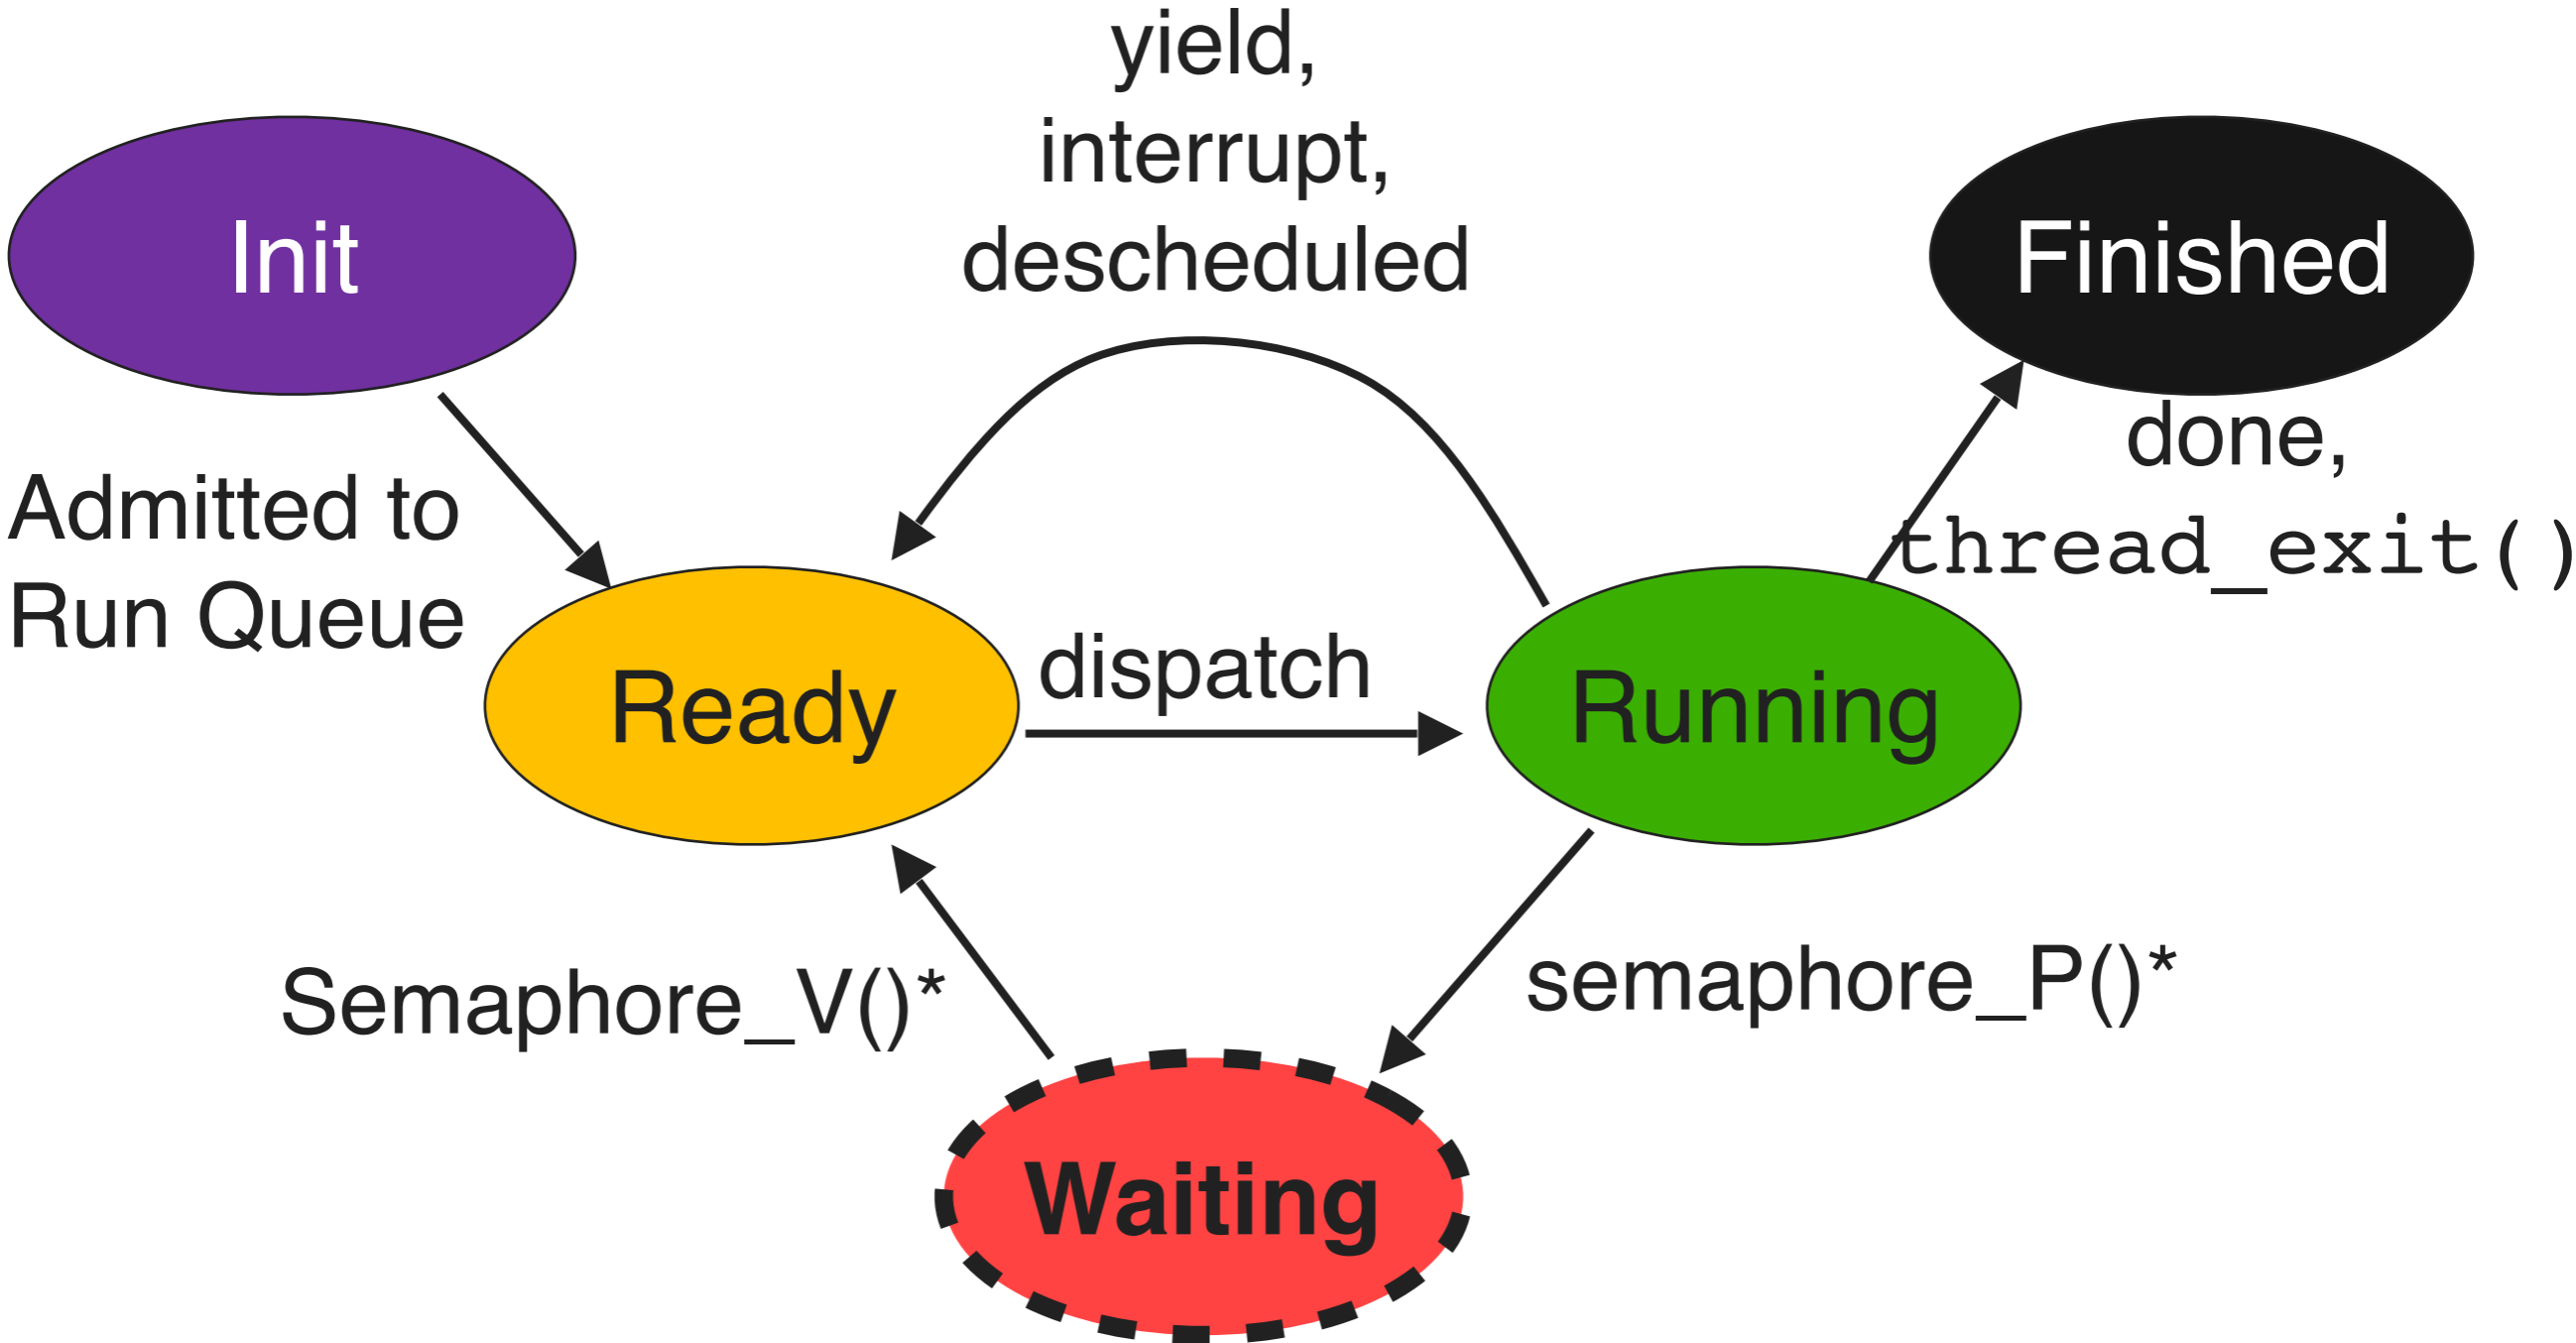 yield,
interrupt,
descheduled
Init
Finished
done,
thread_exit()
Admitted to
Run Queue
dispatch
Ready
Running
Semaphore_V()*
semaphore_P()*
Waiting